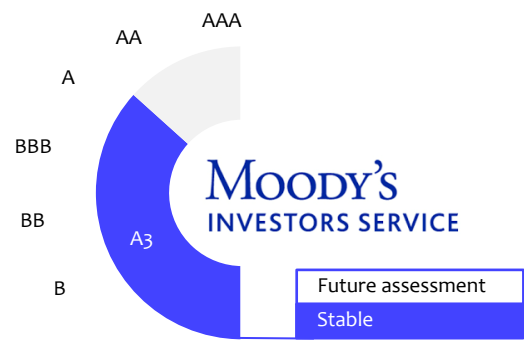 AAA
AA
A
BBB
BB
B
A3
MOODY'S
INVESTORS SERVICE
Future assessment
Stable